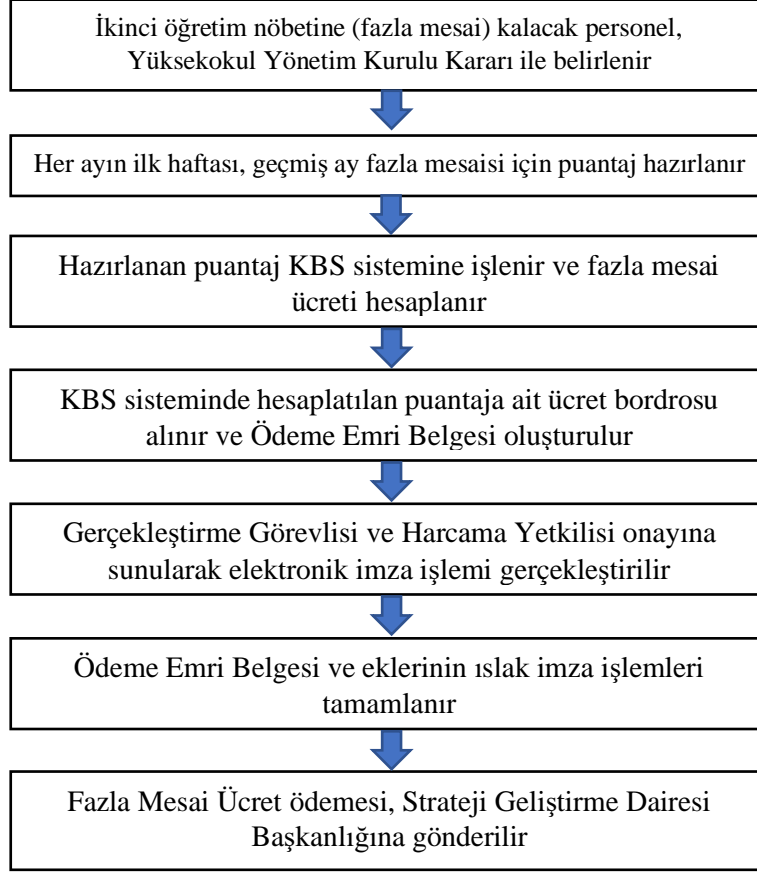 İkinci öğretim nöbetine (fazla mesai) kalacak personel,
Yüksekokul Yönetim Kurulu Kararı ile belirlenir
Her ayın ilk haftası, geçmiş ay fazla mesaisi için puantaj hazırlanır
Hazırlanan puantaj KBS sistemine işlenir ve fazla mesai
ücreti hesaplanır
KBS sisteminde hesaplatılan puantaja ait ücret bordrosu
alınır ve Ödeme Emri Belgesi oluşturulur
Gerçekleştirme Görevlisi ve Harcama Yetkilisi onayına
sunularak elektronik imza işlemi gerçekleştirilir
Ödeme Emri Belgesi ve eklerinin ıslak imza işlemleri
tamamlanır
Fazla Mesai Ücret ödemesi, Strateji Geliştirme Dairesi
Başkanlığına gönderilir